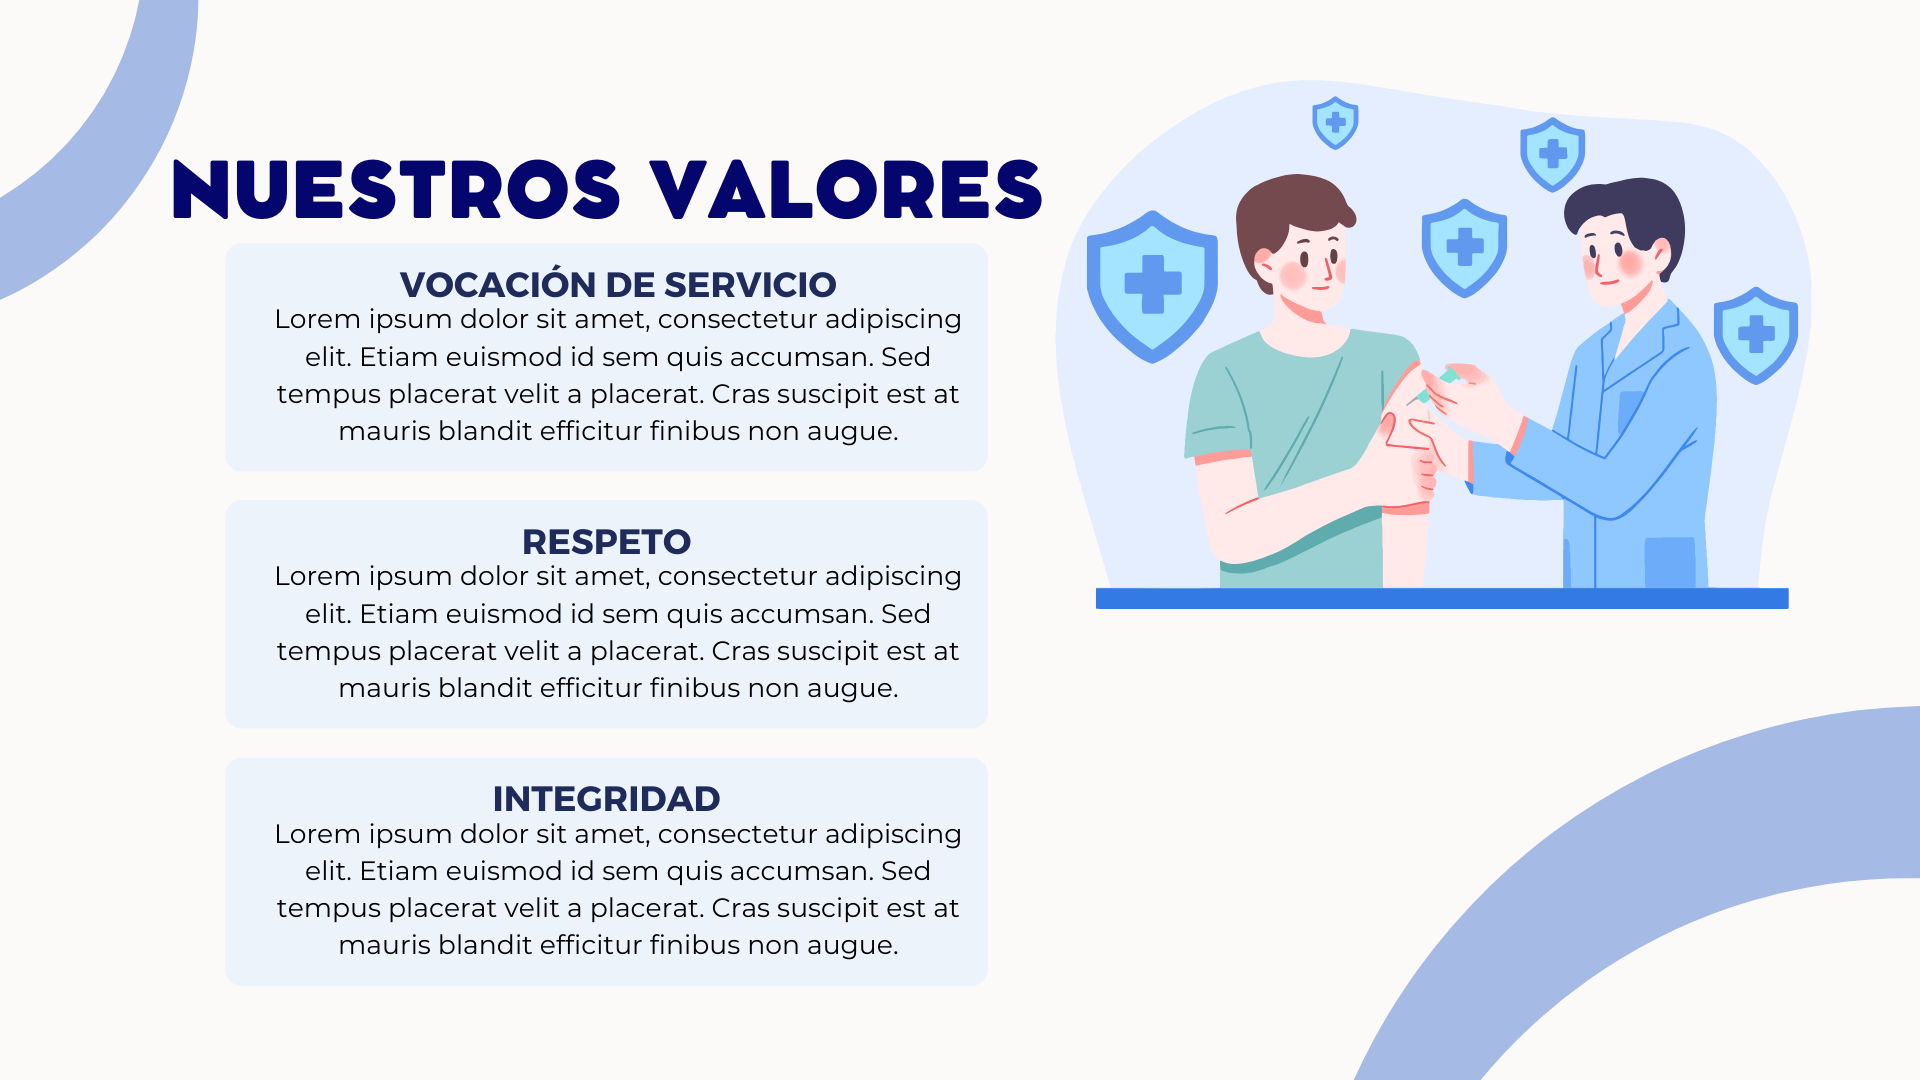 NUESTROS VALORES
VOCACIÓN DE SERVICIO
Lorem ipsum dolor sit amet, consectetur adipiscing
elit. Etiam euismod id sem quis accumsan. Sed
tempus placerat velit a placerat. Cras suscipit est at
mauris blandit efficitur finibus non augue.
RESPETO
Lorem ipsum dolor sit amet, consectetur adipiscing
elit. Etiam euismod id sem quis accumsan. Sed
tempus placerat velit a placerat. Cras suscipit est at
mauris blandit efficitur finibus non augue.
INTEGRIDAD
Lorem ipsum dolor sit amet, consectetur adipiscing
elit. Etiam euismod id sem quis accumsan. Sed
tempus placerat velit a placerat. Cras suscipit est at
mauris blandit efficitur finibus non augue.